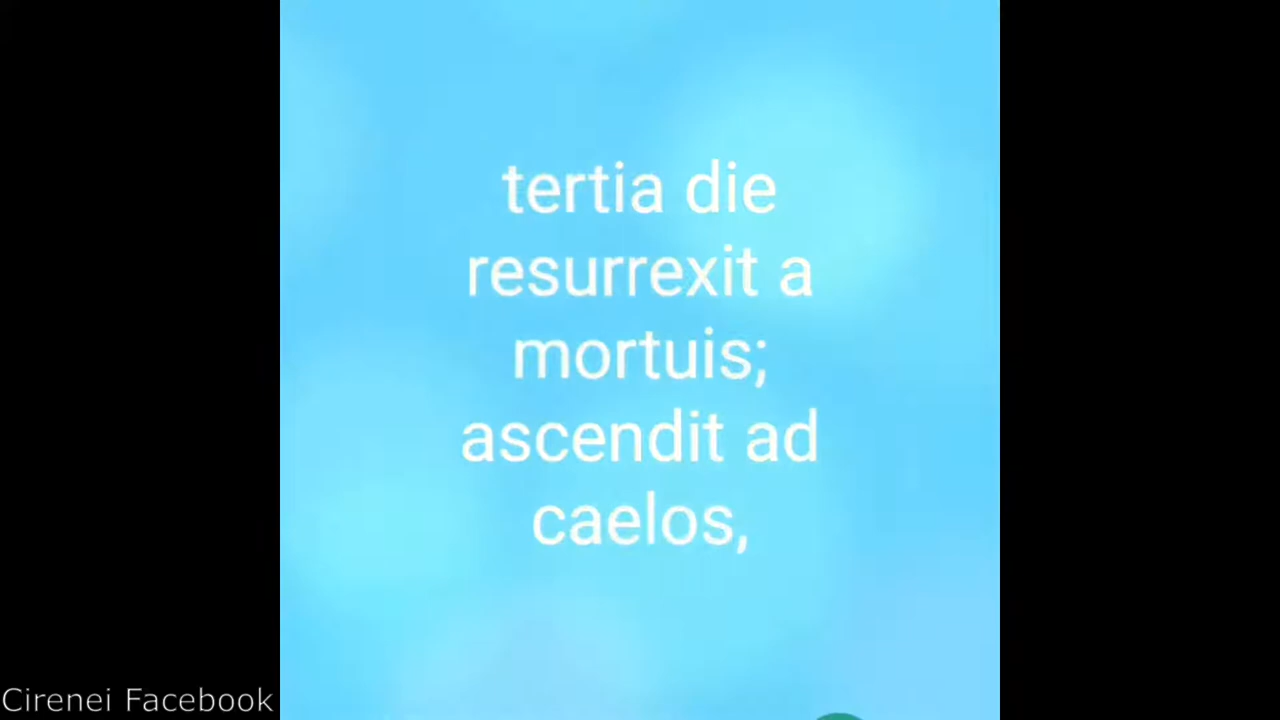 tertia die
resurrexit a
mortuis;
ascendit ad
caelos,
Cirenei Facebook